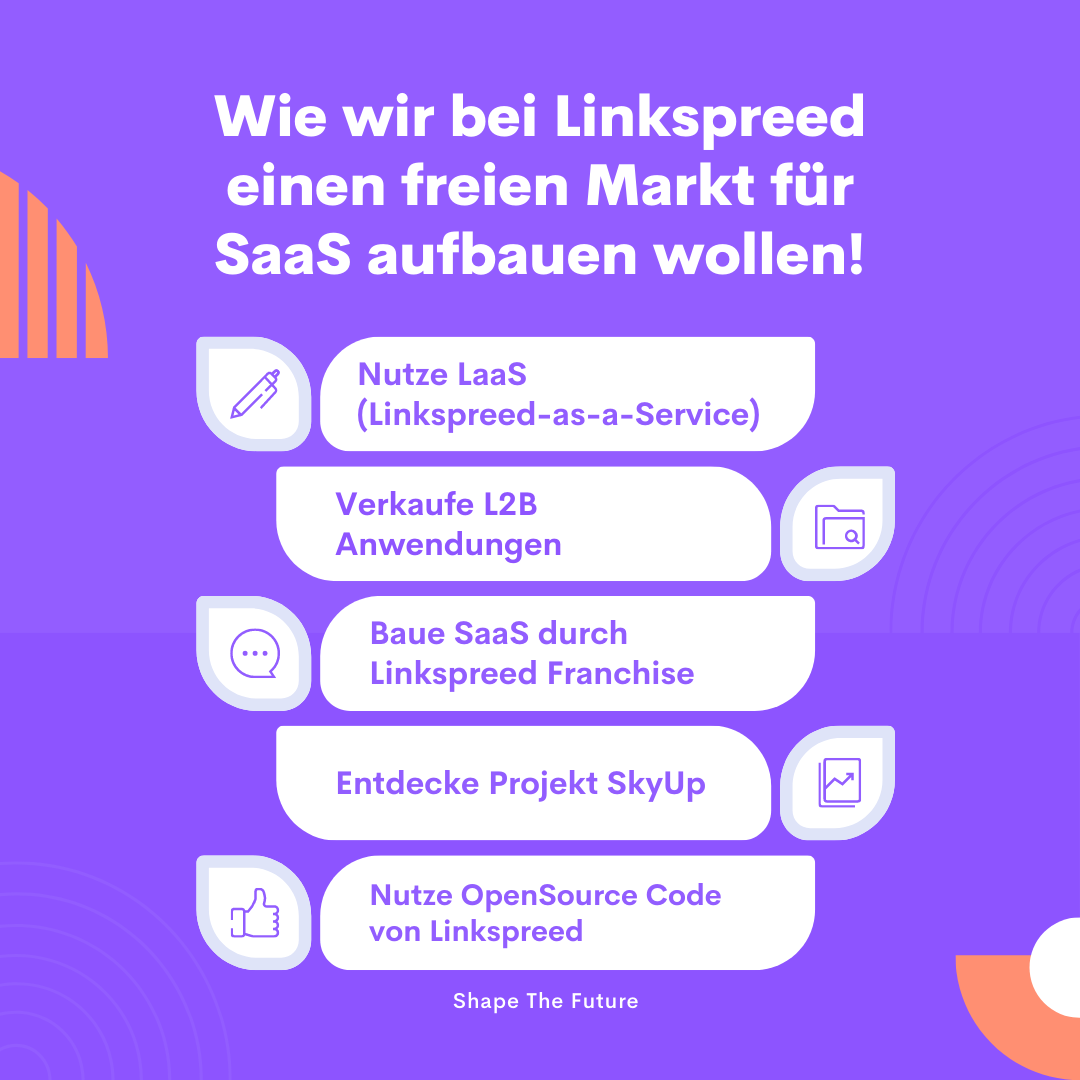 Wie wir bei Linkspreed
einen freien Markt für
SaaS aufbauen wollen!
Nutze LaaS
(Linkspreed-as-a-Service)
Verkaufe L2B
Anwendungen
Baue SaaS durch
Linkspreed Franchise
Entdecke Projekt SkyUp
Nutze OpenSource Code
von Linkspreed
Shape The Future